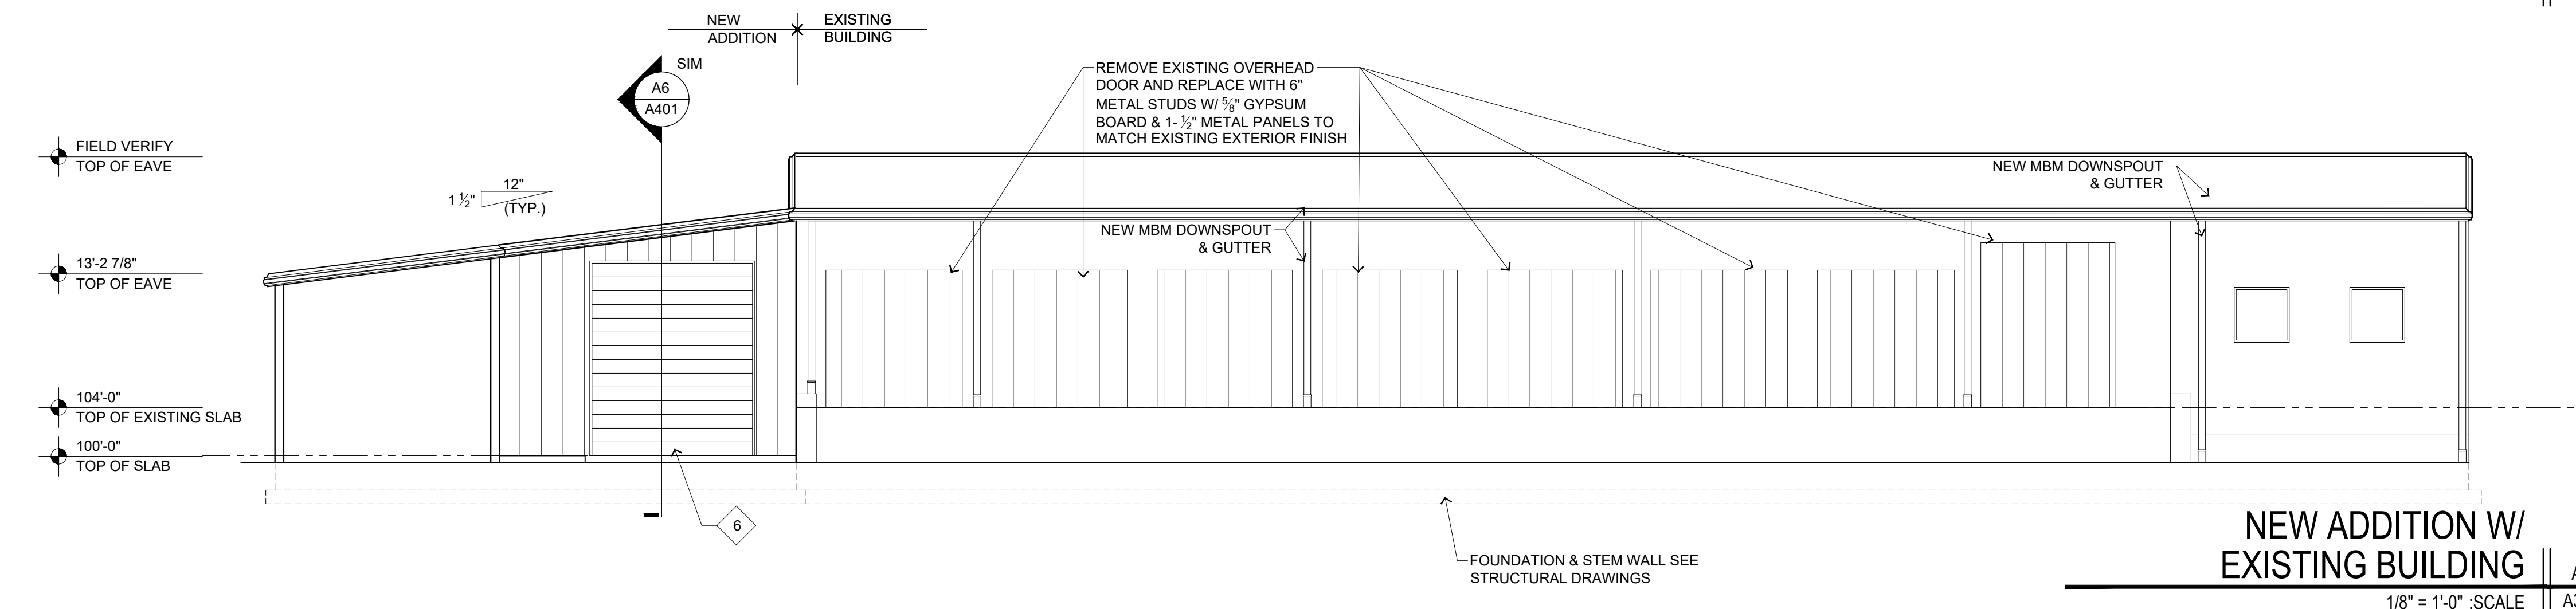 NEW
ADDITION
EXISTING
BUILDING
SIM
A6
A401
REMOVE EXISTING OVERHEAD
DOOR AND REPLACE WITH 6"
METAL STUDS W/ 5⁄8" GYPSUM
BOARD & 1- 1⁄2" METAL PANELS TO
MATCH EXISTING EXTERIOR FINISH
FIELD VERIFY
TOP OF EAVE
12"
1 1⁄2"
(TYP.)
NEW MBM DOWNSPOUT
& GUTTER
NEW MBM DOWNSPOUT
& GUTTER
13'-2 7/8"
TOP OF EAVE
104'-0"
TOP OF EXISTING SLAB
100'-0"
TOP OF SLAB
6
FOUNDATION & STEM WALL SEE
STRUCTURAL DRAWINGS
NEW ADDITION W/
EXISTING BUILDING
1/8" = 1'-0" :SCALE